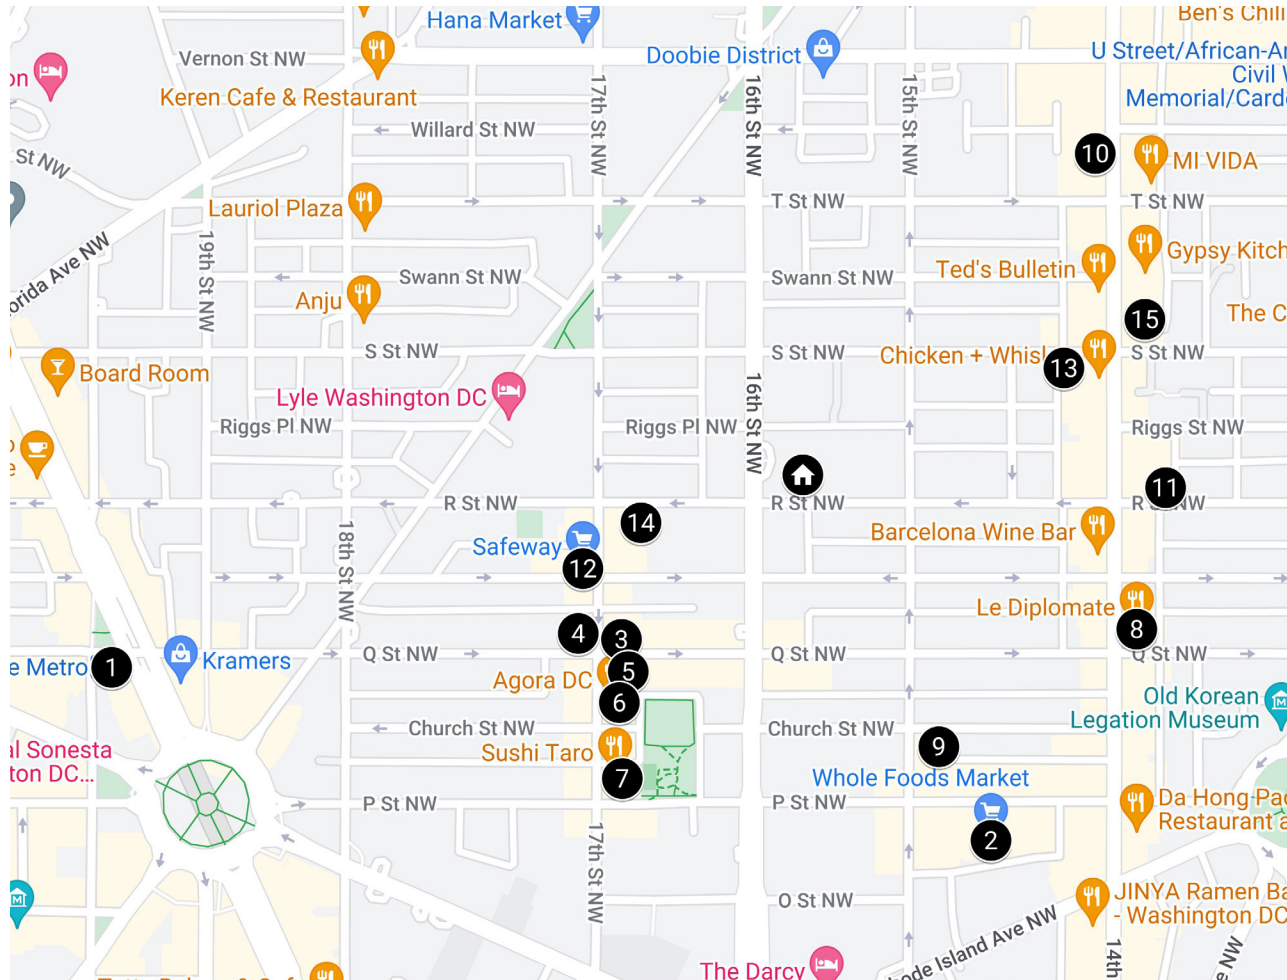 Hana Market
Ben's Chili
Doobie District
U Street/African-A
Civil
Memorial/Card
Vernon St NW
on
Keren Cafe & Restaurant
17th St NW
16th St NW
15th St NW
Willard St NW
St NW
10
MI VIDA
Lauriol Plaza
T St NW
T St NW
19th St NW
orida Ave NW
Gypsy Kitch
Ted's Bulletin
Swann St NW
Swann St NW
Anju
15
The C
S St NW
S St NW
Chicken + Whisk
13
S St NW
Board Room
Lyle Washington DC
16th St NW
Riggs Pl NW
Riggs Pl NW
Riggs St NW
e
11
R St NW
R St NW
R St NW
14
18th St NW
Safeway
12
Barcelona Wine Bar
Le Diplomate
8
4
3
Q St NW
Q St NW
Q St NW
e Metro
1
Kramers
Agora DC
5
6
Old Korean
Legation Museum
Church St NW
Church St NW
9
al Sonesta
ton DC...
Sushi Taro
7
Whole Foods Market
P St NW
P St NW
2
Da Hong Pao
Restaurant a
17th St NW
O St NW
JINYA Ramen Ba
- Washington DC
ode Island Ave NW
14th
e NW
The Darcy